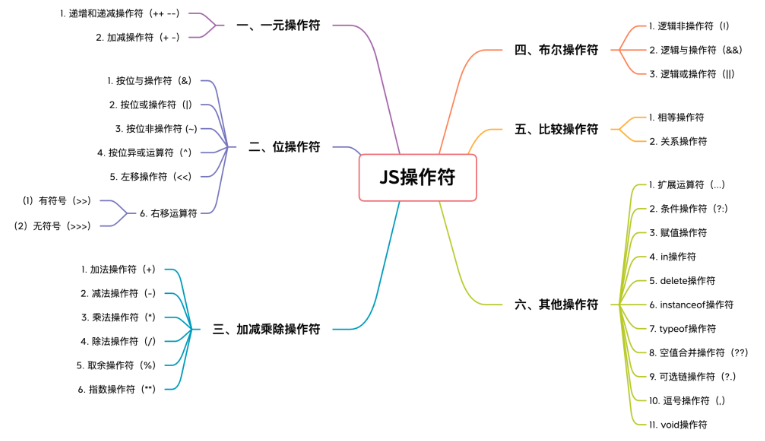 JS操作符
一、一元操作符
1. 递增和递减操作符（++ --）
2. 加减操作符（+ -）
二、位操作符
1. 按位与操作符（&）
2. 按位或操作符（|）
3. 按位非操作符 (~)
4. 按位异或运算符（^）
5. 左移操作符（<<）
6. 右移运算符
（1）有符号（>>）
（2）无符号（>>>）
三、加减乘除操作符
1. 加法操作符（+）
2. 减法操作符（-）
3. 乘法操作符（*）
4. 除法操作符（/）
5. 取余操作符（%）
6. 指数操作符（**）
四、布尔操作符
1. 逻辑非操作符（!）
2. 逻辑与操作符（&&）
3. 逻辑或操作符（||）
五、比较操作符
1. 相等操作符
2. 关系操作符
六、其他操作符
1. 扩展运算符（...）
2. 条件操作符（?:）
3. 赋值操作符
4. in操作符
5. delete操作符
6. instanceof操作符
7. typeof操作符
8. 空值合并操作符（??）
9. 可选链操作符（?.）
10. 逗号操作符（,）
11. void操作符